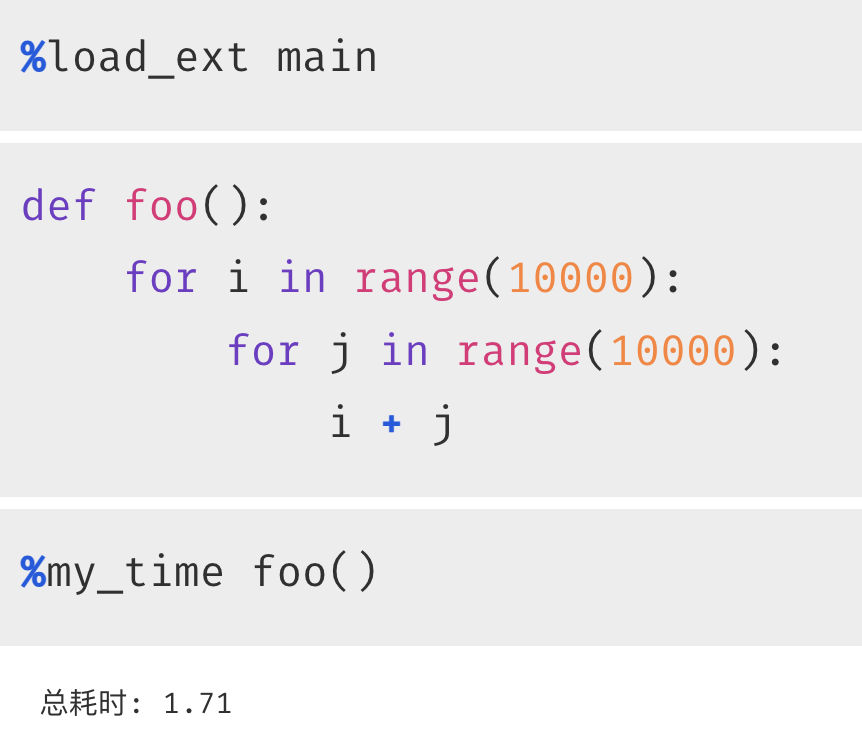 %load_ext main
def foo():
    for i in range(10000):
        for j in range(10000):
            i + j
%my_time foo()
总耗时: 1.71